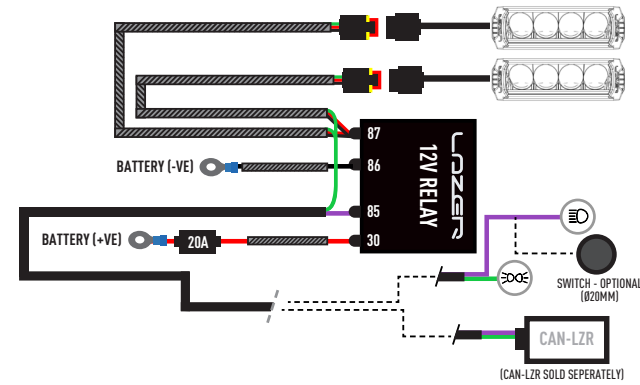 87
LAZER
12V RELAY
BATTERY (-VE)
86
85
BATTERY (+VE)
20A
30
SWITCH - OPTIONAL
(Ø20MM)
CAN-LZR
(CAN-LZR SOLD SEPERATELY)